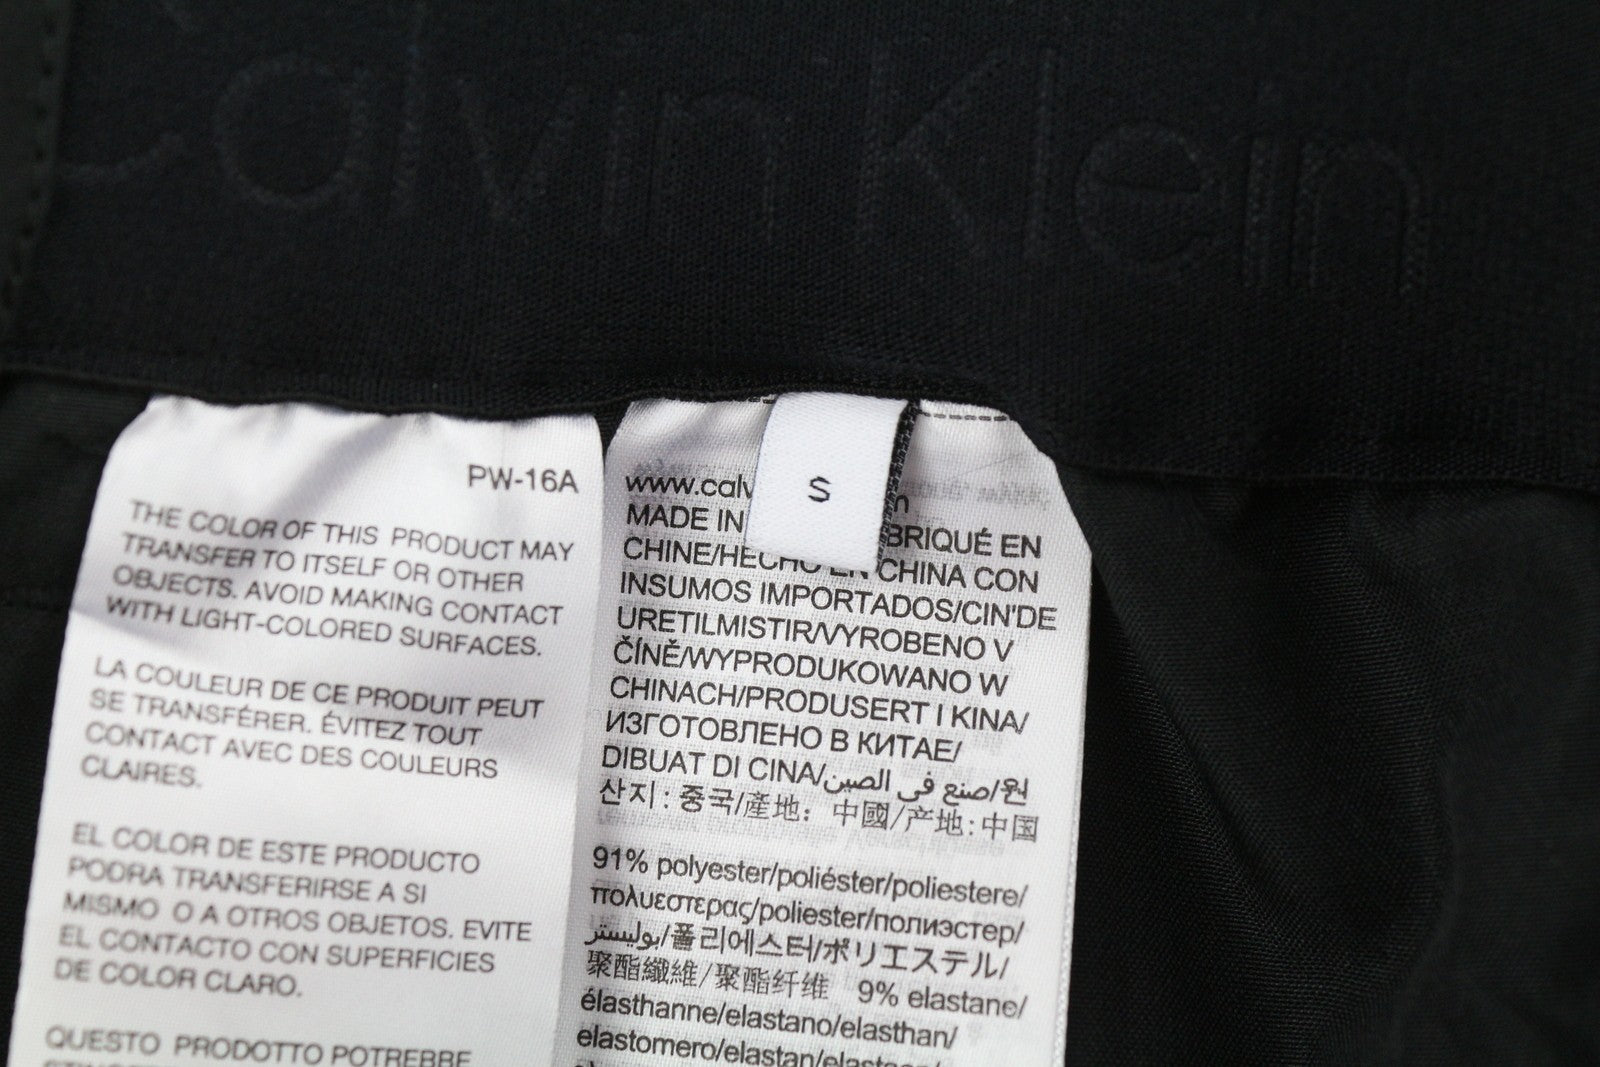 Calvin Klein
S
PW-16A
THE COLOR OF THIS PRODUCT MAY
TRANSFER TO ITSELF OR OTHER
OBJECTS. AVOID MAKING CONTACT
WITH LIGHT-COLORED SURFACES.
LA COULEUR DE CE PRODUIT PEUT
SE TRANSFÉRER. ÉVITEZ TOUT
CONTACT AVEC DES COULEURS
CLAIRES.
EL COLOR DE ESTE PRODUCTO
PODRA TRANSFERIRSE A SI
MISMO O A OTROS OBJETOS. EVITE
EL CONTACTO CON SUPERFICIES
DE COLOR CLARO.
QUESTO PRODOTTO POTREBBE
www.calv
MADE IN BRIQUÉ EN
CHINE/HECHO EN CHINA CON
INSUMOS IMPORTADOS/CIN'DE
URETILMISTIR/VYROBENO V
ČÍNĚ/WYPRODUKOWANO W
CHINACH/PRODUSERT I KINA/
ИЗГОТОВЛЕНО В КИТАЕ/
DIBUAT DI CINA/صنع في الصين/원
산지:중국/產地: 中國/产地:中国
91% polyester/poliéster/poliestere/
πολυεστερας/poliester/полиэстер/
بوليستر/폴리에스터/ポリエステル/
聚酯纖維/聚酯纤维 9% elastane/
élasthanne/elastano/elasthan/
elastomero/elastan/